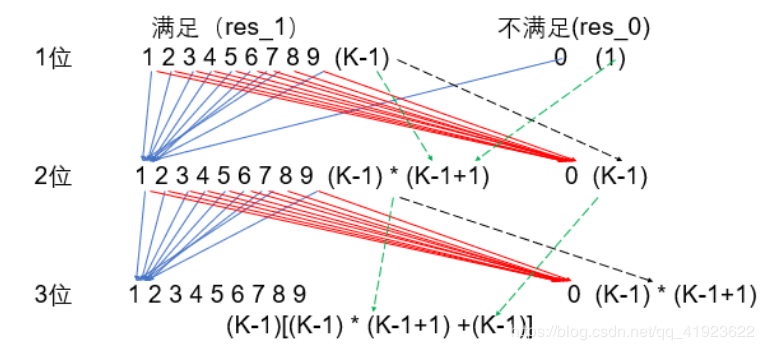 满足（res_1） 不满足(res_0)
1位 1 2 3 4 5 6 7 8 9 (K-1) 0 (1)
2位 1 2 3 4 5 6 7 8 9 (K-1) * (K-1+1) 0 (K-1)
3位 1 2 3 4 5 6 7 8 9 0 (K-1) * (K-1+1)
(K-1)[(K-1) * (K-1+1) +(K-1)]
https://blog.csdn.net/qq_41923622